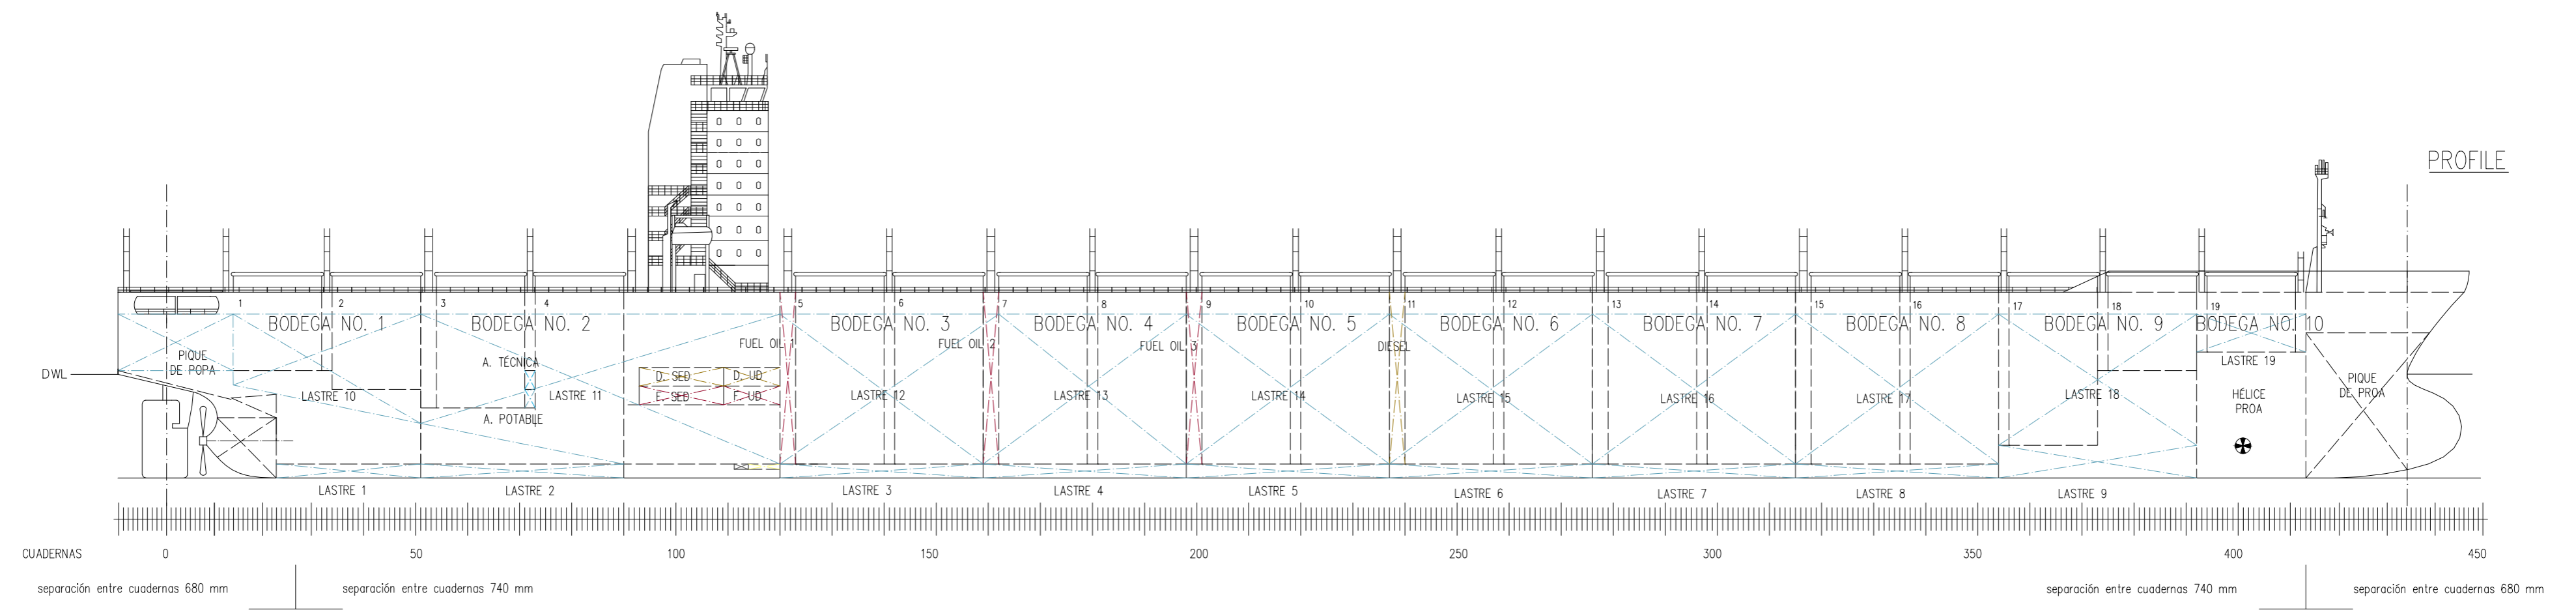 PROFILE
1 2 3 4 5 6 7 8 9 10 11 12 13 14 15 16 17 18 19
BODEGA NO. 1 BODEGA NO. 2 BODEGA NO. 3 BODEGA NO. 4 BODEGA NO. 5 BODEGA NO. 6 BODEGA NO. 7 BODEGA NO. 8 BODEGA NO. 9 BODEGA NO. 10
FUEL OIL 1 FUEL OIL 2 FUEL OIL 3 DIESEL
PIQUE
DE POPA
A. TÉCNICA
LASTRE 19
DWL
D. SED D. UD
PIQUE
DE PROA
F. SED F. UD
LASTRE 10 LASTRE 11 LASTRE 12 LASTRE 13 LASTRE 14 LASTRE 15 LASTRE 16 LASTRE 17 LASTRE 18
HÉLICE
PROA
A. POTABLE
LASTRE 1 LASTRE 2 LASTRE 3 LASTRE 4 LASTRE 5 LASTRE 6 LASTRE 7 LASTRE 8 LASTRE 9
CUADERNAS 0 50 100 150 200 250 300 350 400 450
separación entre cuadernas 680 mm separación entre cuadernas 740 mm separación entre cuadernas 740 mm separación entre cuadernas 680 mm